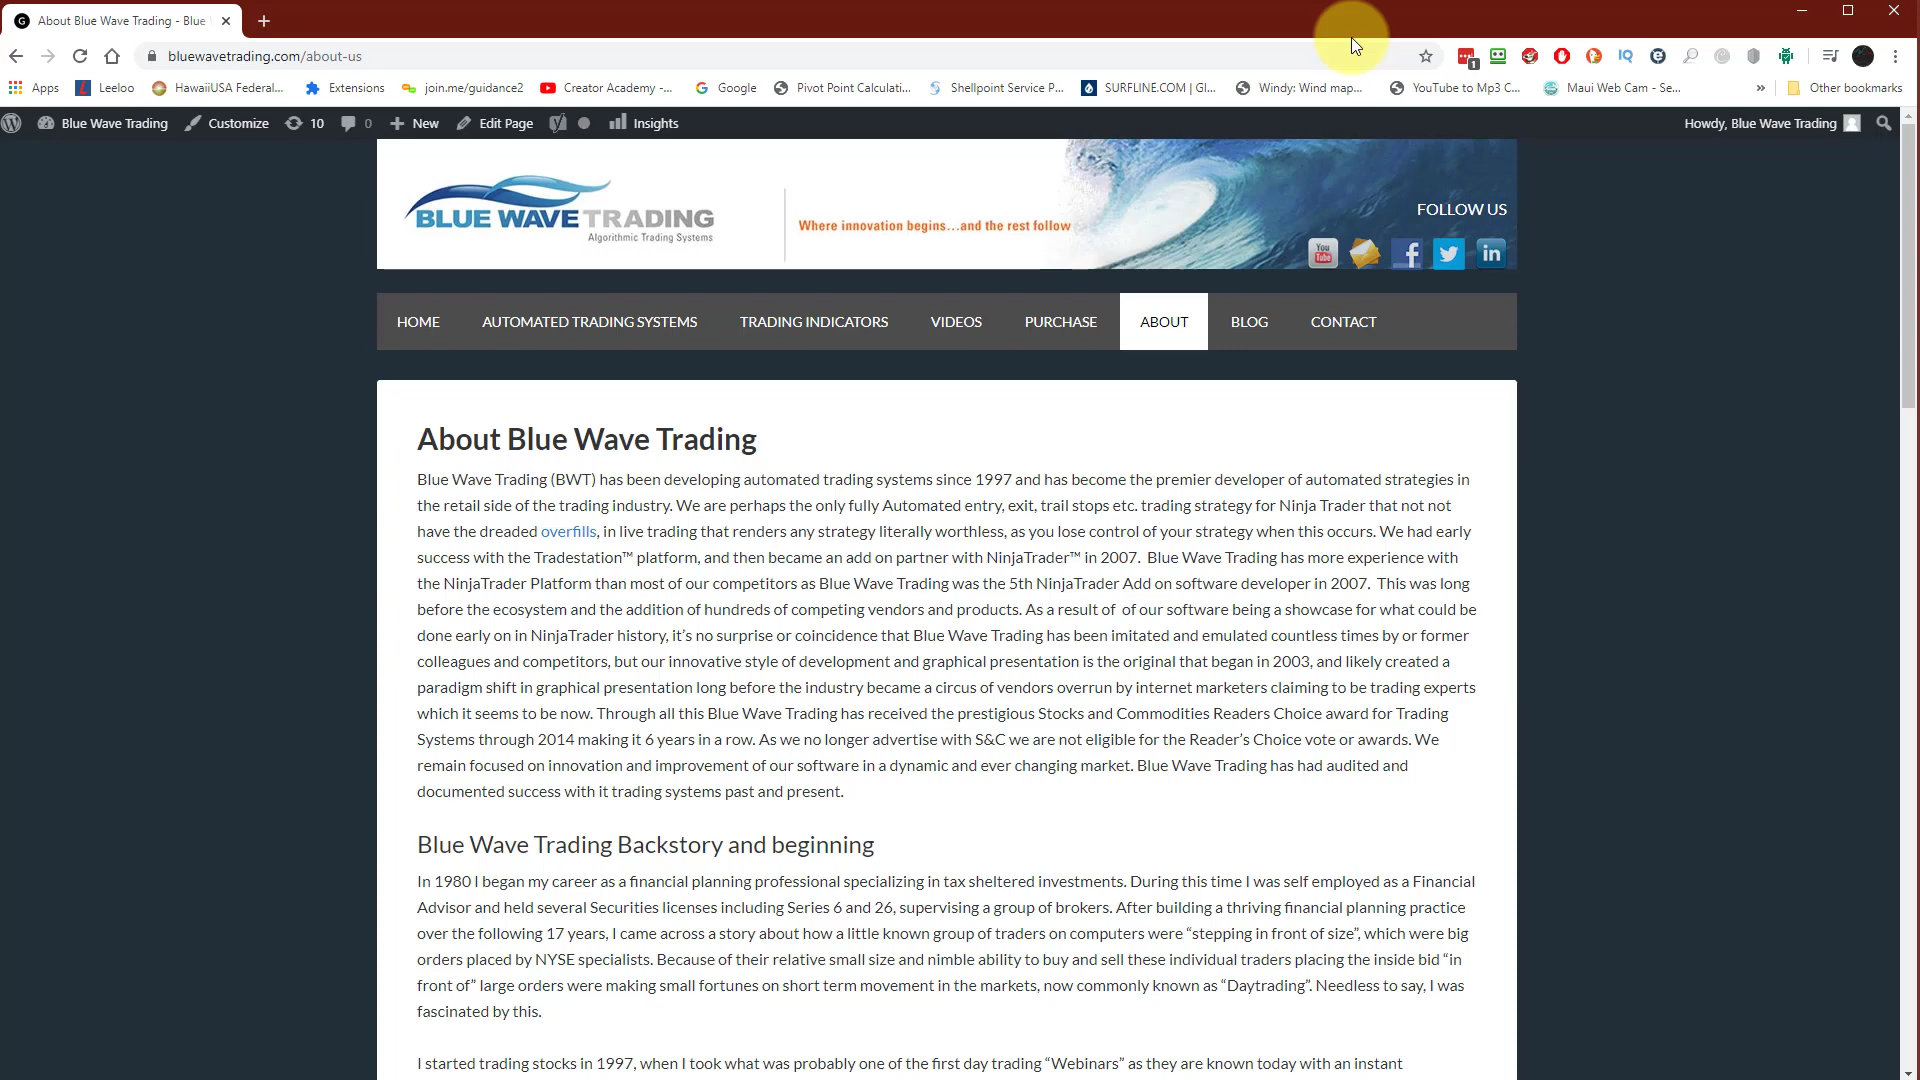 About Blue Wave Trading - Blue
bluewavetrading.com/about-us
1
Apps Leeloo HawaiiUSA Federal... Extensions join.me/guidance2 Creator Academy -... Google Pivot Point Calculati... Shellpoint Service P... SURFLINE.COM | Gl... Windy: Wind map... YouTube to Mp3 C... Maui Web Cam - Se... » Other bookmarks
Blue Wave Trading Customize 10 0 New Edit Page Insights Howdy, Blue Wave Trading
BLUE WAVE TRADING
Algorithmic Trading Systems
Where innovation begins...and the rest follow
FOLLOW US
You Tube
HOME AUTOMATED TRADING SYSTEMS TRADING INDICATORS VIDEOS PURCHASE ABOUT BLOG CONTACT
About Blue Wave Trading
Blue Wave Trading (BWT) has been developing automated trading systems since 1997 and has become the premier developer of automated strategies in
the retail side of the trading industry. We are perhaps the only fully Automated entry, exit, trail stops etc. trading strategy for Ninja Trader that not not
have the dreaded overfills, in live trading that renders any strategy literally worthless, as you lose control of your strategy when this occurs. We had early
success with the Tradestation™ platform, and then became an add on partner with NinjaTrader™ in 2007. Blue Wave Trading has more experience with
the NinjaTrader Platform than most of our competitors as Blue Wave Trading was the 5th NinjaTrader Add on software developer in 2007. This was long
before the ecosystem and the addition of hundreds of competing vendors and products. As a result of of our software being a showcase for what could be
done early on in NinjaTrader history, it’s no surprise or coincidence that Blue Wave Trading has been imitated and emulated countless times by or former
colleagues and competitors, but our innovative style of development and graphical presentation is the original that began in 2003, and likely created a
paradigm shift in graphical presentation long before the industry became a circus of vendors overrun by internet marketers claiming to be trading experts
which it seems to be now. Through all this Blue Wave Trading has received the prestigious Stocks and Commodities Readers Choice award for Trading
Systems through 2014 making it 6 years in a row. As we no longer advertise with S&C we are not eligible for the Reader’s Choice vote or awards. We
remain focused on innovation and improvement of our software in a dynamic and ever changing market. Blue Wave Trading has had audited and
documented success with it trading systems past and present.
Blue Wave Trading Backstory and beginning
In 1980 I began my career as a financial planning professional specializing in tax sheltered investments. During this time I was self employed as a Financial
Advisor and held several Securities licenses including Series 6 and 26, supervising a group of brokers. After building a thriving financial planning practice
over the following 17 years, I came across a story about how a little known group of traders on computers were “stepping in front of size”, which were big
orders placed by NYSE specialists. Because of their relative small size and nimble ability to buy and sell these individual traders placing the inside bid “in
front of” large orders were making small fortunes on short term movement in the markets, now commonly known as “Daytrading”. Needless to say, I was
fascinated by this.
I started trading stocks in 1997, when I took what was probably one of the first day trading “Webinars” as they are known today with an instant